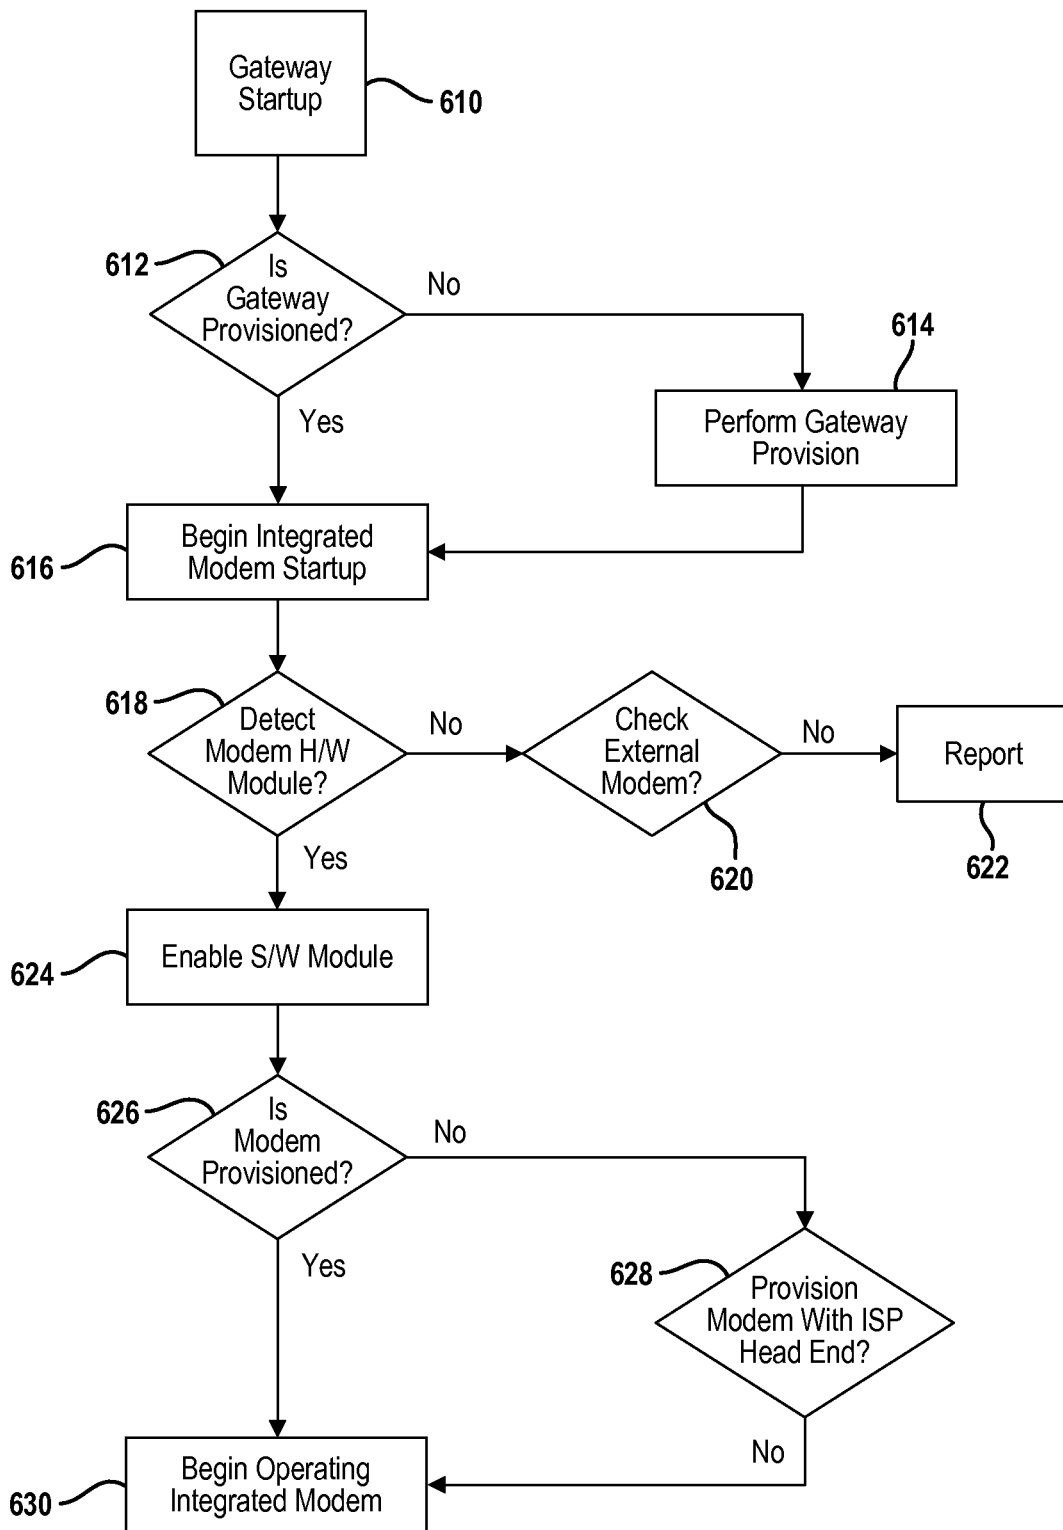 Gateway
Startup
610
612
Is
Gateway
Provisioned?
No
614
Yes
Perform Gateway
Provision
616
Begin Integrated
Modem Startup
618
Detect
Modem H/W
Module?
No
Check
External
Modem?
No
Report
620
622
Yes
624
Enable S/W Module
626
Is
Modem
Provisioned?
No
Yes
628
Provision
Modem With ISP
Head End?
No
630
Begin Operating
Integrated Modem